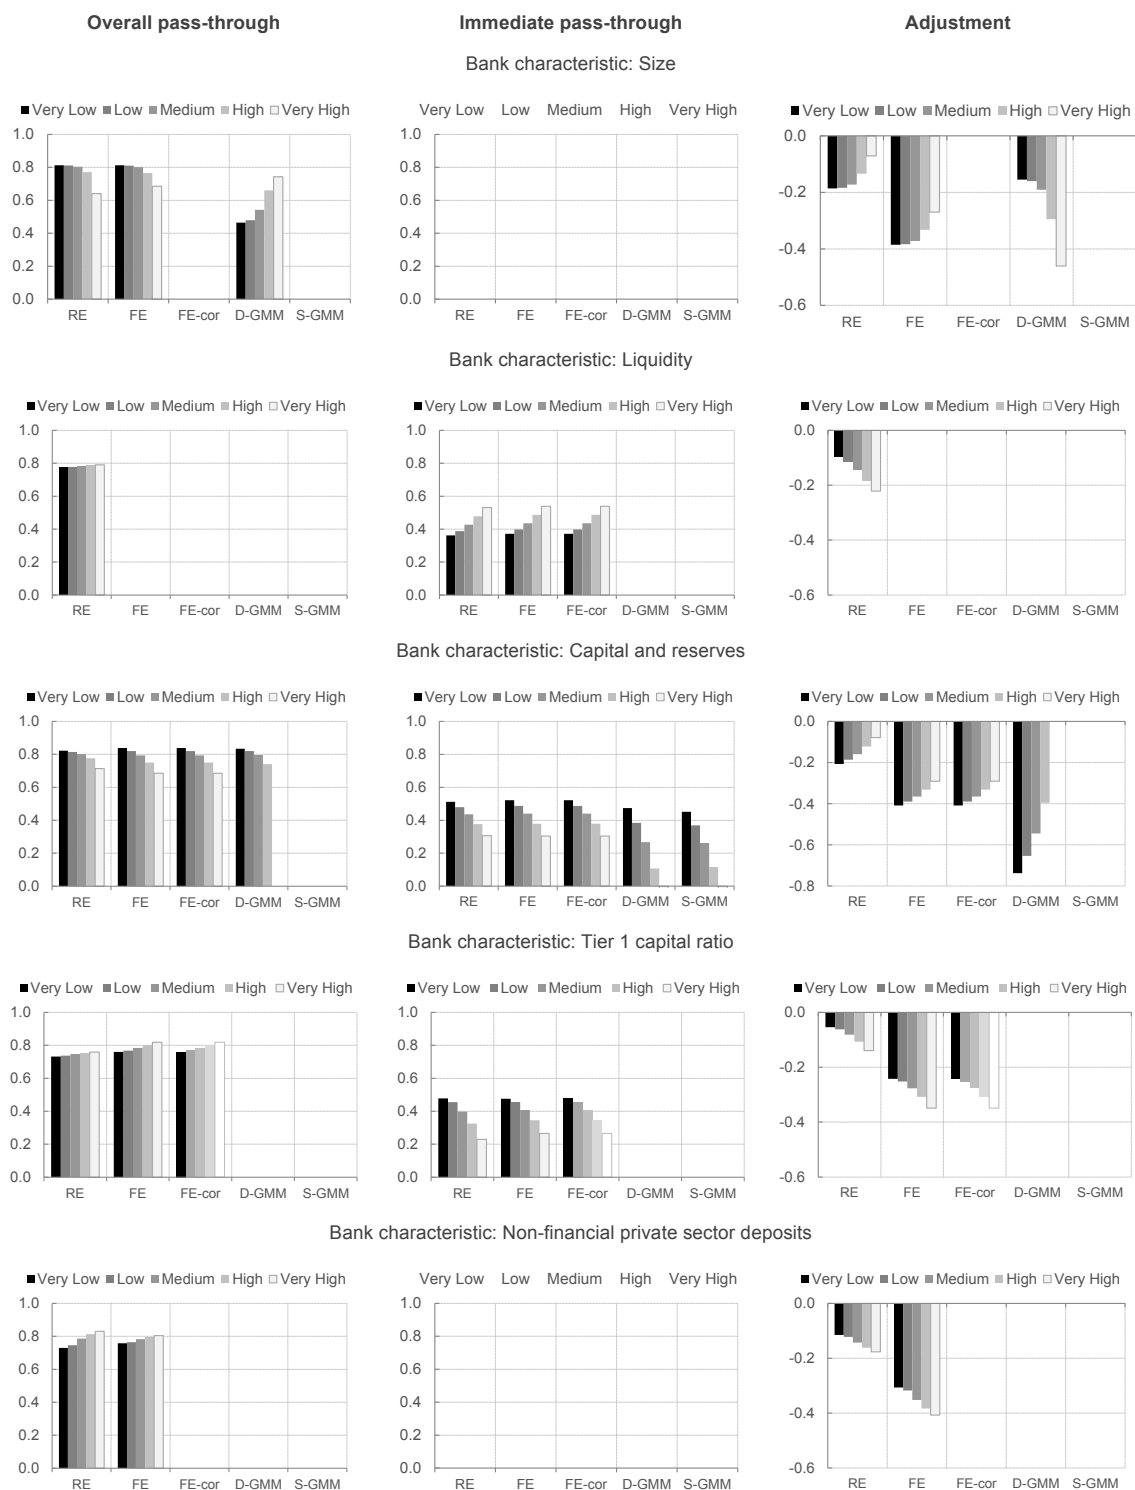 Overall pass-through Immediate pass-through Adjustment
Bank characteristic: Size
Very Low Low Medium High Very High Very Low Low Medium High Very High Very Low Low Medium High Very High
1.0 1.0 0.0
0.8 0.8
0.6 0.6 -0.2
0.4 0.4 -0.4
0.2 0.2
0.0 0.0 -0.6
RE FE FE-cor D-GMM S-GMM RE FE FE-cor D-GMM S-GMM RE FE FE-cor D-GMM S-GMM
Bank characteristic: Liquidity
Very Low Low Medium High Very High Very Low Low Medium High Very High Very Low Low Medium High Very High
1.0 1.0 0.0
0.8 0.8
0.6 0.6 -0.2
0.4 0.4 -0.4
0.2 0.2
0.0 0.0 -0.6
RE FE FE-cor D-GMM S-GMM RE FE FE-cor D-GMM S-GMM RE FE FE-cor D-GMM S-GMM
Bank characteristic: Capital and reserves
Very Low Low Medium High Very High Very Low Low Medium High Very High Very Low Low Medium High Very High
1.0 1.0 0.0
0.8 0.8 -0.2
0.6 0.6
0.4 0.4 -0.4
0.2 0.2 -0.6
0.0 0.0 -0.8
RE FE FE-cor D-GMM S-GMM RE FE FE-cor D-GMM S-GMM RE FE FE-cor D-GMM S-GMM
Bank characteristic: Tier 1 capital ratio
Very Low Low Medium High Very High Very Low Low Medium High Very High Very Low Low Medium High Very High
1.0 1.0 0.0
0.8 0.8
0.6 0.6 -0.2
0.4 0.4 -0.4
0.2 0.2
0.0 0.0 -0.6
RE FE FE-cor D-GMM S-GMM RE FE FE-cor D-GMM S-GMM RE FE FE-cor D-GMM S-GMM
Bank characteristic: Non-financial private sector deposits
Very Low Low Medium High Very High Very Low Low Medium High Very High Very Low Low Medium High Very High
1.0 1.0 0.0
0.8 0.8
0.6 0.6 -0.2
0.4 0.4 -0.4
0.2 0.2
0.0 0.0 -0.6
RE FE FE-cor D-GMM S-GMM RE FE FE-cor D-GMM S-GMM RE FE FE-cor D-GMM S-GMM